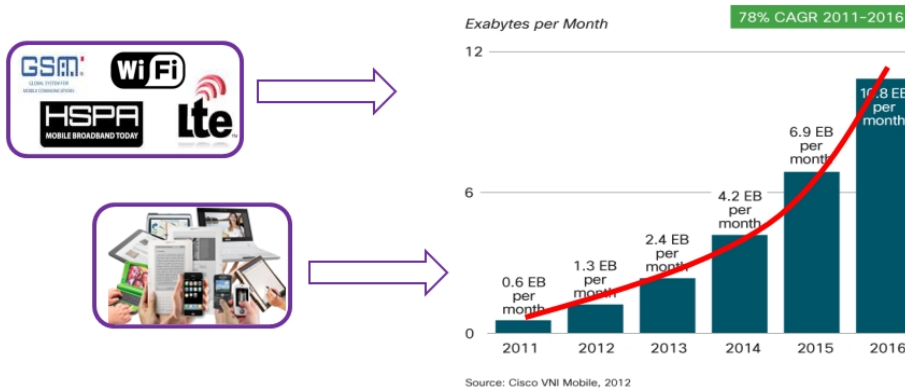 GSM
GLOBAL SYSTEM FOR
MOBILE COMMUNICATIONS
WiFi
HSPA
MOBILE BROADBAND TODAY
Lte
Exabytes per Month
78% CAGR 2011–2016
12
6
0
0.6 EB
per
month
1.3 EB
per
month
2.4 EB
per
month
4.2 EB
per
month
6.9 EB
per
month
10.8 EB
per
month
2011 2012 2013 2014 2015 2016
Source: Cisco VNI Mobile, 2012